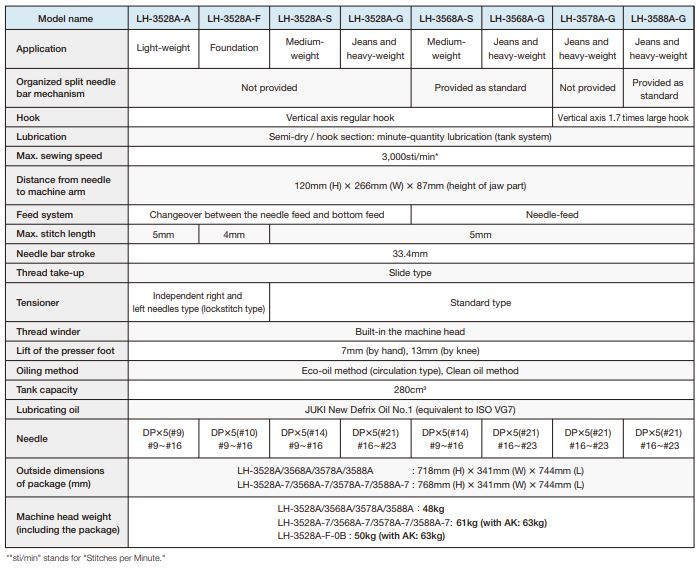 Model name LH-3528A-A LH-3528A-F LH-3528A-S LH-3528A-G LH-3568A-S LH-3568A-G LH-3578A-G LH-3588A-G
Application Light-weight Foundation Medium-weight Jeans and heavy-weight Medium-weight Jeans and heavy-weight Jeans and heavy-weight Jeans and heavy-weight
Organized split needle bar mechanism Not provided Provided as standard Not provided Provided as standard
Hook Vertical axis regular hook Vertical axis 1.7 times large hook
Lubrication Semi-dry / hook section: minute-quantity lubrication (tank system)
Max. sewing speed 3,000sti/min*
Distance from needle to machine arm 120mm (H) × 266mm (W) × 87mm (height of jaw part)
Feed system Changeover between the needle feed and bottom feed Needle-feed
Max. stitch length 5mm 4mm 5mm
Needle bar stroke 33.4mm
Thread take-up Slide type
Tensioner Independent right and left needles type (lockstitch type) Standard type
Thread winder Built-in the machine head
Lift of the presser foot 7mm (by hand), 13mm (by knee)
Oiling method Eco-oil method (circulation type), Clean oil method
Tank capacity 280cm³
Lubricating oil JUKI New Defrix Oil No.1 (equivalent to ISO VG7)
Needle DP×5(#9) #9~#16 DP×5(#10) #9~#16 DP×5(#14) #9~#16 DP×5(#21) #16~#23 DP×5(#14) #9~#16 DP×5(#21) #16~#23 DP×5(#21) #16~#23 DP×5(#21) #16~#23
Outside dimensions of package (mm) LH-3528A/3568A/3578A/3588A : 718mm (H) × 341mm (W) × 744mm (L)
LH-3528A-7/3568A-7/3578A-7/3588A-7 : 768mm (H) × 341mm (W) × 744mm (L)
Machine head weight (including the package) LH-3528A/3568A/3578A/3588A : 48kg
LH-3528A-7/3568A-7/3578A-7/3588A-7: 61kg (with AK: 63kg)
LH-3528A-F-0B : 50kg (with AK: 63kg)
*"sti/min" stands for "Stitches per Minute."